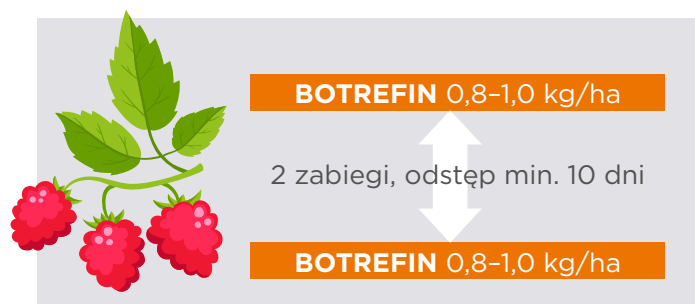 BOTREFIN 0,8–1,0 kg/ha
2 zabiegi, odstęp min. 10 dni
BOTREFIN 0,8–1,0 kg/ha